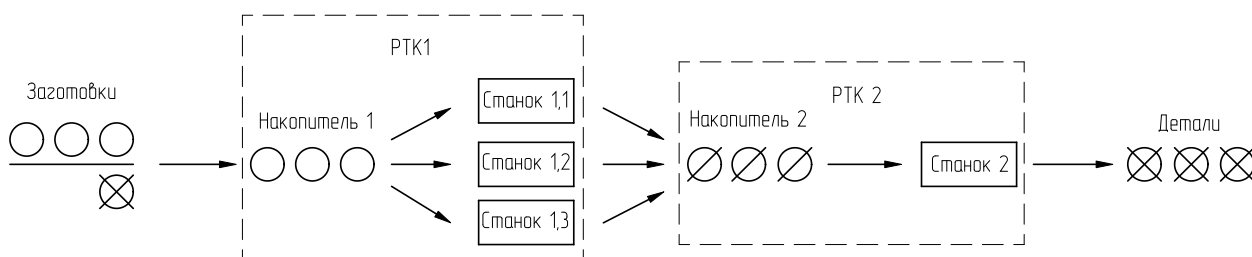 РТК1
Заготовки
Накопитель 1
Станок 1,1
Станок 1,2
Станок 1,3
РТК 2
Накопитель 2
Станок 2
Детали